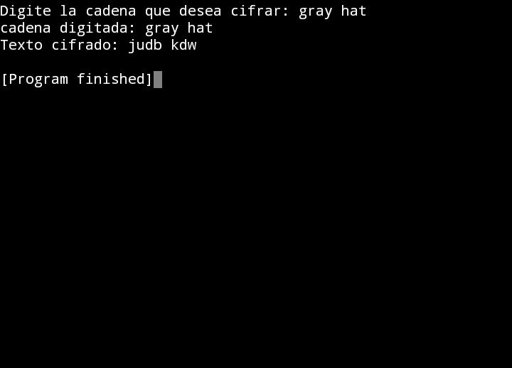 Digite la cadena que desea cifrar: gray hat
cadena digitada: gray hat
Texto cifrado: judb kdw
[Program finished]